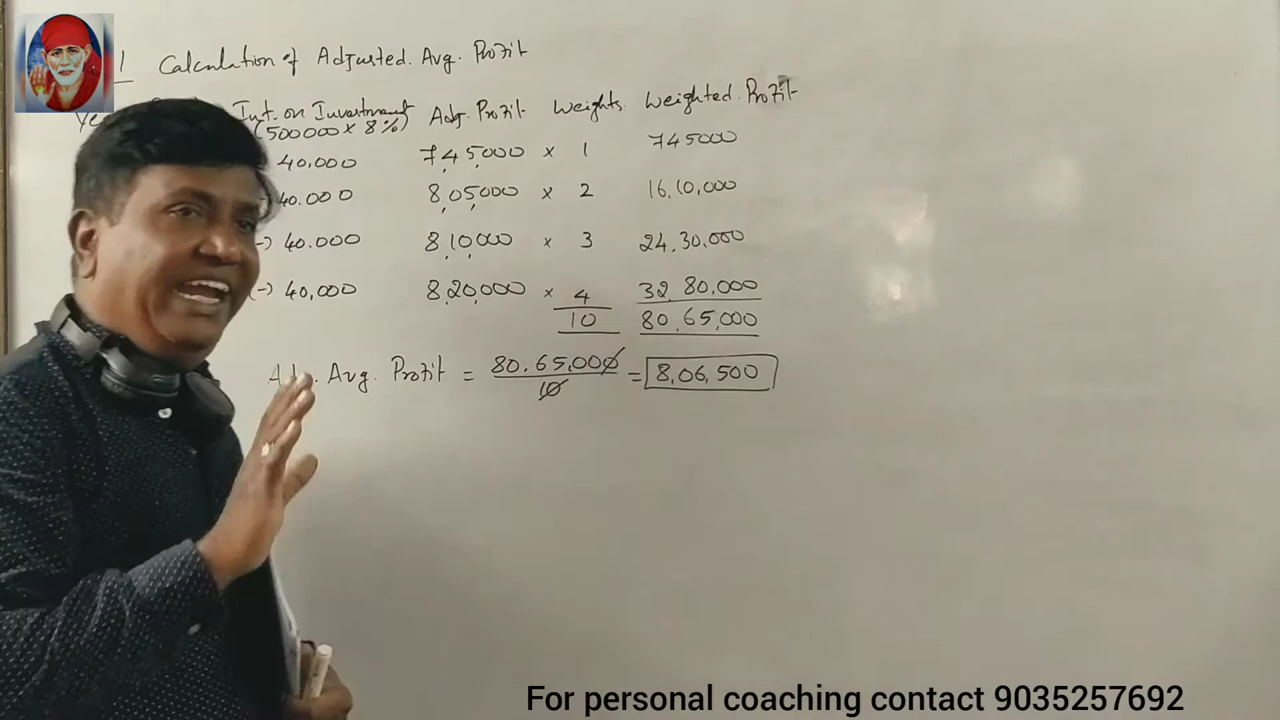 1 Calculation of Adjusted. Avg. Profit
Int. on Investment Adj. Profit Weights. Weighted. Profit
(500000 x 8%)
40,000 7,45,000 x 1 745000
40.000 8,05,000 x 2 16,10,000
(-) 40.000 8,10,000 x 3 24,30,000
(-) 40,000 8,20,000 x 4 32,80,000
10 80,65,000
Avg. Profit = 80.65,000 / 10 = 8,06,500
For personal coaching contact 9035257692